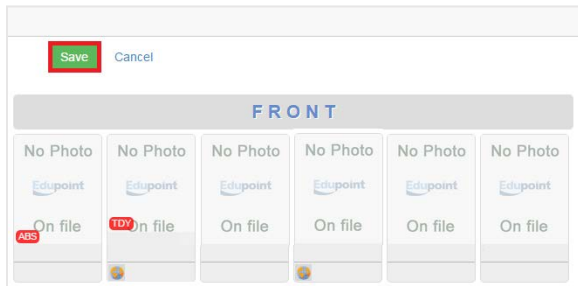 Save Cancel
FRONT
No Photo No Photo No Photo No Photo No Photo No Photo
Edupoint Edupoint Edupoint Edupoint Edupoint Edupoint
On file On file On file On file On file On file
ABS TDY